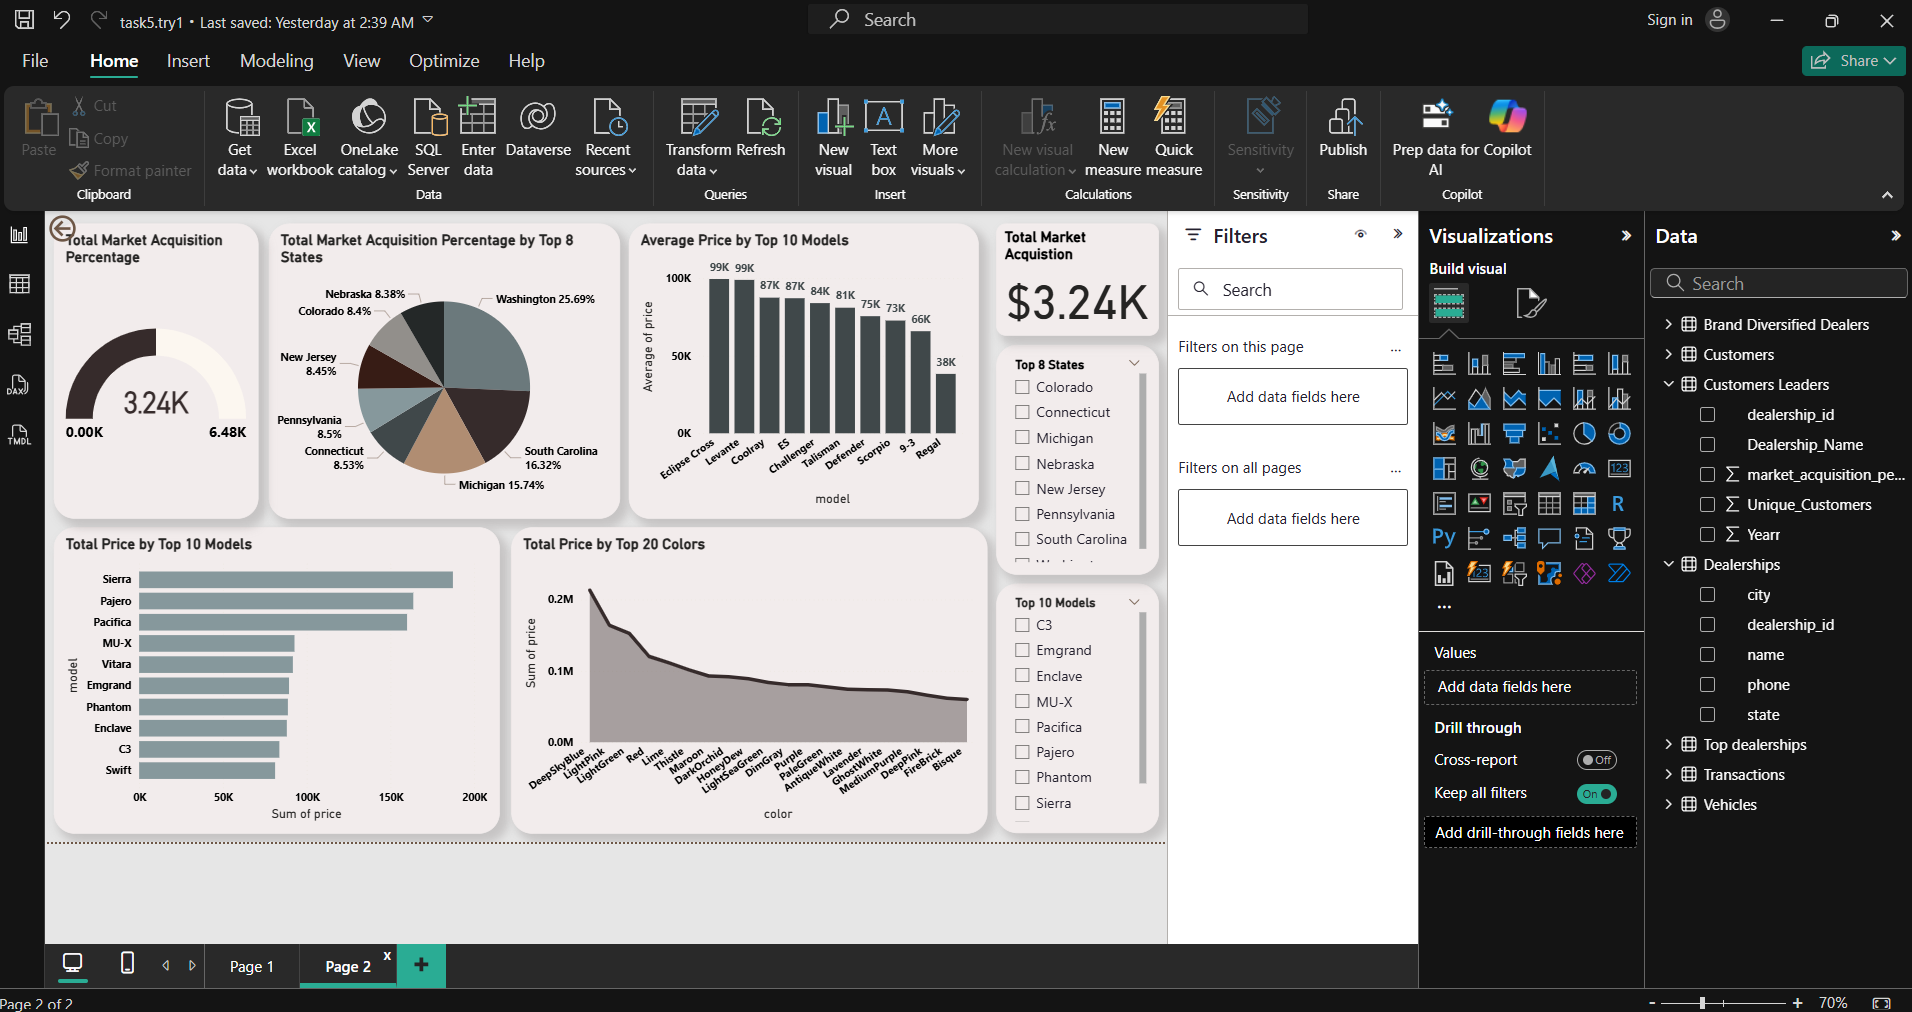 task5.try1 • Last saved: Yesterday at 2:39 AM
Search
Sign in
File
Home
Insert
Modeling
View
Optimize
Help
Share
Paste
Cut
Copy
Format painter
Clipboard
Get data
Excel workbook
OneLake catalog
SQL Server
Enter data
Dataverse
Recent sources
Data
Transform data
Refresh
Queries
New visual
Text box
More visuals
Insert
New visual calculation
New measure
Quick measure
Calculations
Sensitivity
Sensitivity
Publish
Share
Prep data for AI
Copilot
Copilot
Total Market Acquisition
Percentage
3.24K
0.00K
6.48K
Total Market Acquisition Percentage by Top 8
States
Nebraska 8.38%
Colorado 8.4%
New Jersey
8.45%
Pennsylvania
8.5%
Connecticut
8.53%
Washington 25.69%
South Carolina
16.32%
Michigan 15.74%
Average Price by Top 10 Models
Average of price
100K
50K
0K
99K
99K
87K
87K
84K
81K
75K
73K
66K
38K
Eclipse Cross
Levante
Coolray
ES
Challenger
Talisman
Defender
Scorpio
9-3
Regal
model
Total Market
Acquistion
$3.24K
Top 8 States
Colorado
Connecticut
Michigan
Nebraska
New Jersey
Pennsylvania
South Carolina
Total Price by Top 10 Models
model
Sierra
Pajero
Pacifica
MU-X
Vitara
Emgrand
Phantom
Enclave
C3
Swift
0K
50K
100K
150K
200K
Sum of price
Total Price by Top 20 Colors
Sum of price
0.2M
0.1M
0.0M
DeepSkyBlue
LightPink
LightGreen
Red
Lime
Thistle
Maroon
DarkOrchid
HoneyDew
LightSeaGreen
DimGray
Purple
PaleGreen
AntiqueWhite
Lavender
GhostWhite
MediumPurple
DeepPink
FireBrick
Bisque
color
Top 10 Models
C3
Emgrand
Enclave
MU-X
Pacifica
Pajero
Phantom
Sierra
Filters
Search
Filters on this page
...
Add data fields here
Filters on all pages
...
Add data fields here
Visualizations
Build visual
123
R
Py
123
...
Values
Add data fields here
Drill through
Cross-report
Off
Keep all filters
On
Add drill-through fields here
Data
Search
Brand Diversified Dealers
Customers
Customers Leaders
dealership_id
Dealership_Name
market_acquisition_pe...
Unique_Customers
Yearr
Dealerships
city
dealership_id
name
phone
state
Top dealerships
Transactions
Vehicles
DAX
TMDL
Page 1
Page 2
x
+
Page 2 of 2
- + 70%